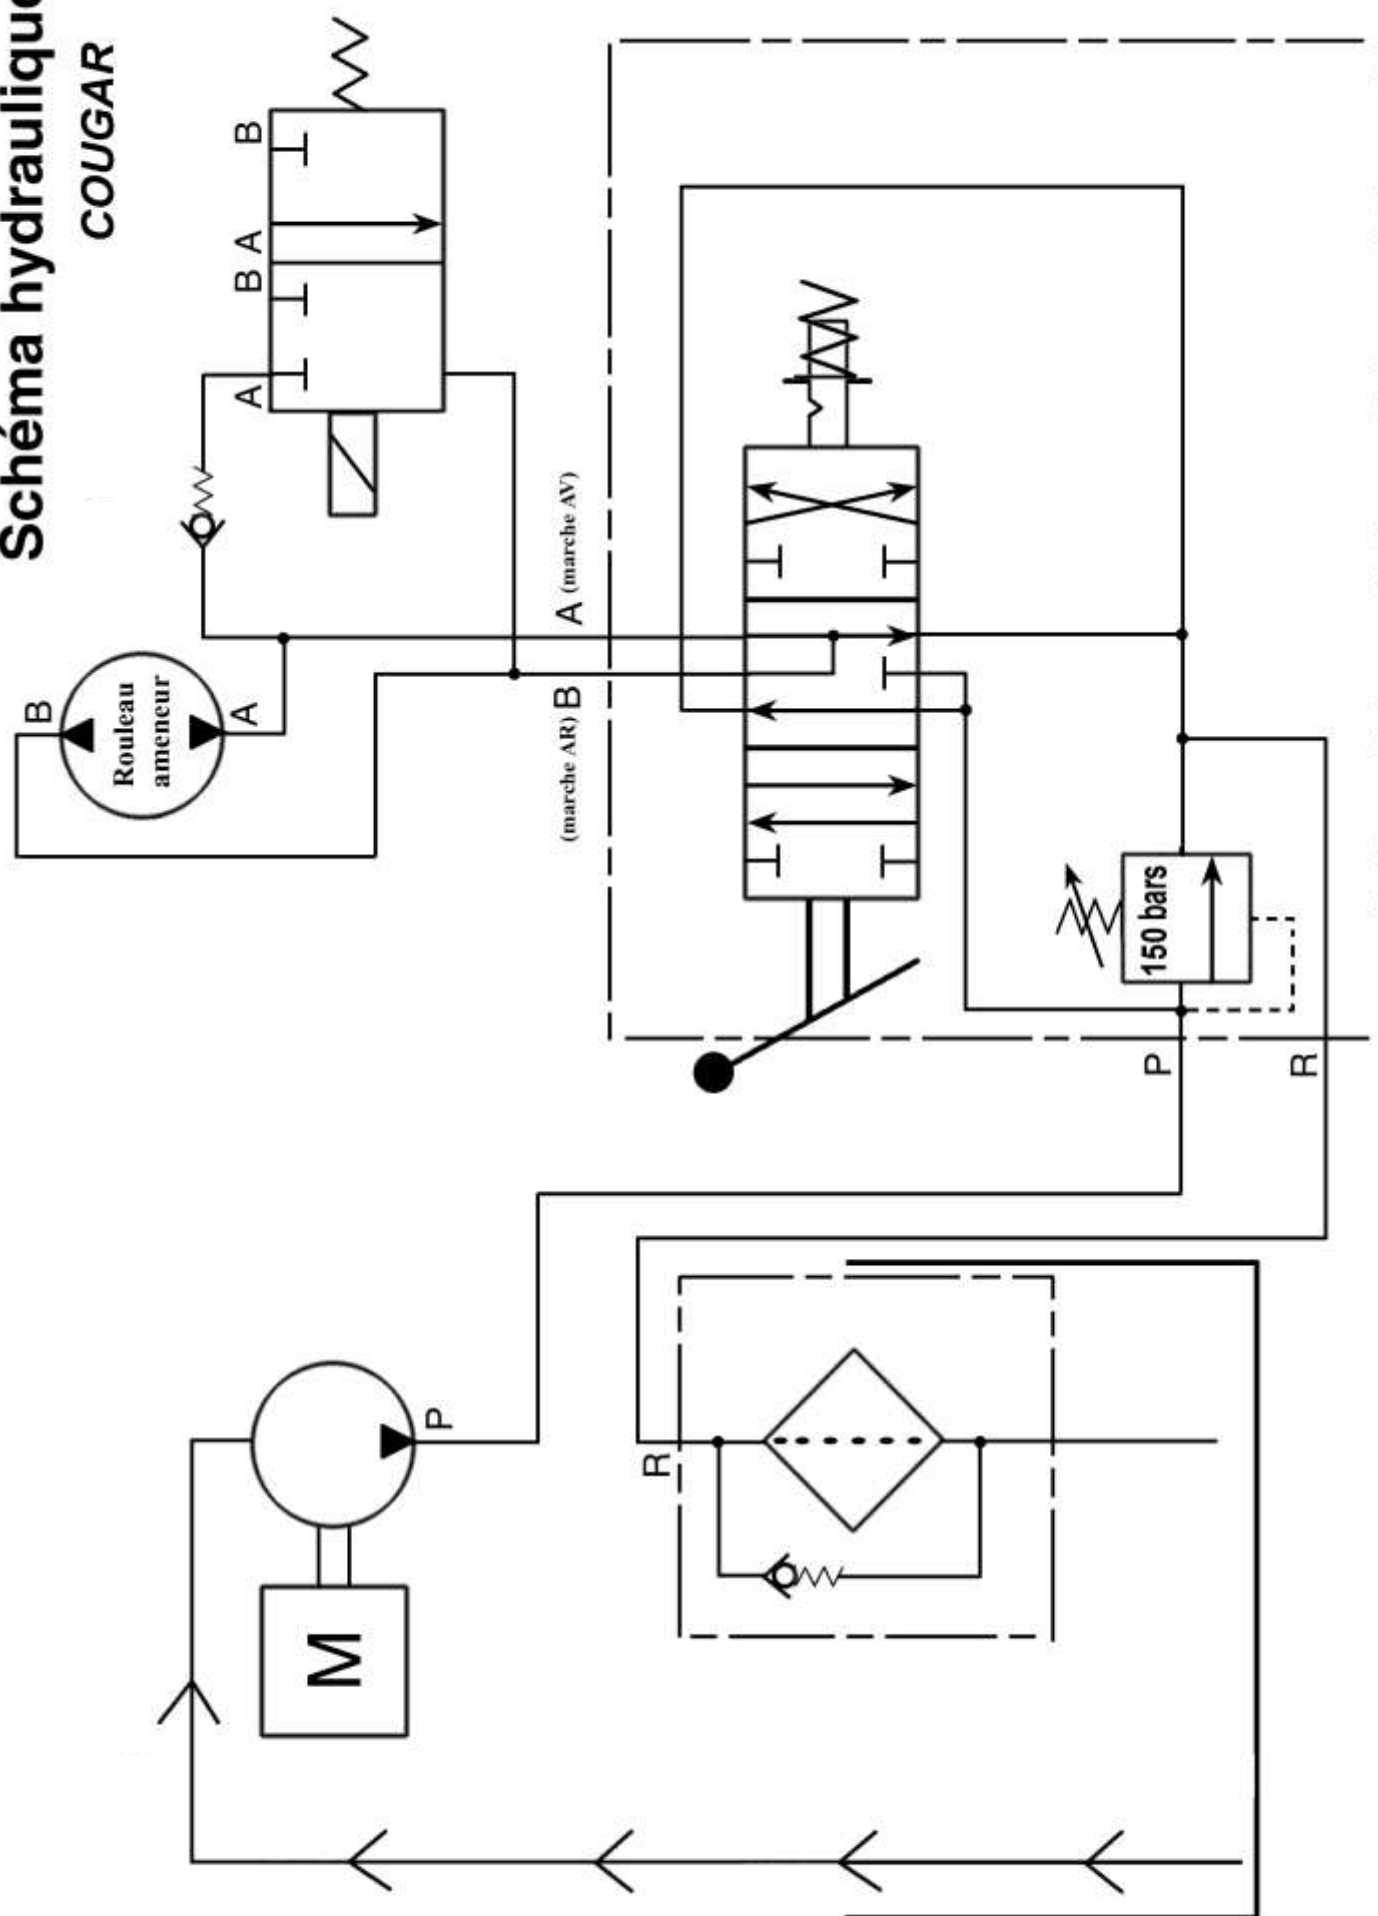 Schéma hydraulique
COUGAR
B
A
B
A
B
Rouleau
ameneur
A
A (marche AV)
(marche AR) B
150 bars
P
R
P
R
M